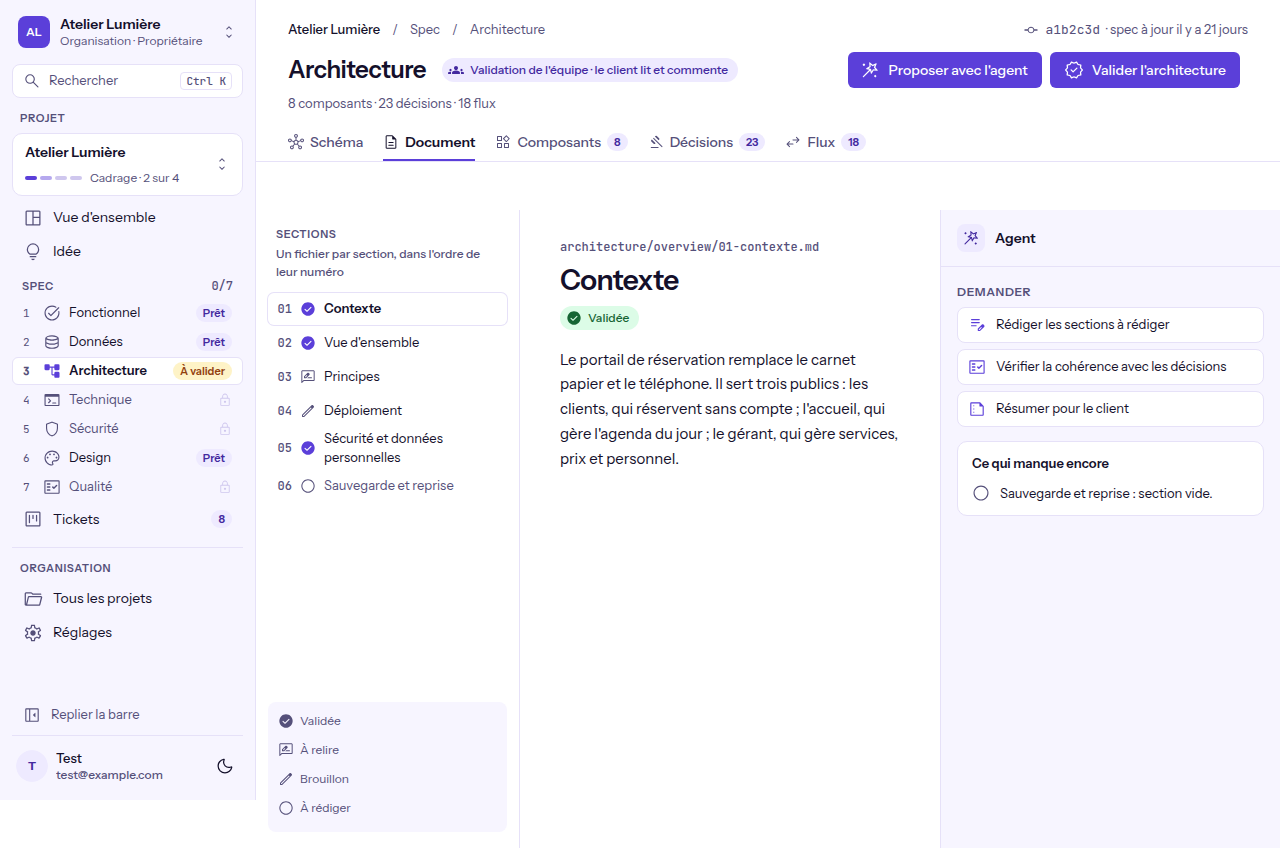 AL
Atelier Lumière
Organisation · Propriétaire
Rechercher
Ctrl K
PROJET
Atelier Lumière
Cadrage · 2 sur 4
Vue d'ensemble
Idée
SPEC 0/7
1 Fonctionnel Prêt
2 Données Prêt
3 Architecture À valider
4 Technique
5 Sécurité
6 Design Prêt
7 Qualité
Tickets 8
ORGANISATION
Tous les projets
Réglages
Replier la barre
T
Test
test@example.com
Atelier Lumière / Spec / Architecture
a1b2c3d · spec à jour il y a 21 jours
Architecture
Validation de l'équipe · le client lit et commente
Proposer avec l'agent
Valider l'architecture
8 composants · 23 décisions · 18 flux
Schéma
Document
Composants 8
Décisions 23
Flux 18
SECTIONS
Un fichier par section, dans l'ordre de
leur numéro
01 Contexte
02 Vue d'ensemble
03 Principes
04 Déploiement
05 Sécurité et données
personnelles
06 Sauvegarde et reprise
Validée
À relire
Brouillon
À rédiger
architecture/overview/01-contexte.md
Contexte
Validée
Le portail de réservation remplace le carnet
papier et le téléphone. Il sert trois publics : les
clients, qui réservent sans compte ; l'accueil, qui
gère l'agenda du jour ; le gérant, qui gère services,
prix et personnel.
Agent
DEMANDER
Rédiger les sections à rédiger
Vérifier la cohérence avec les décisions
Résumer pour le client
Ce qui manque encore
Sauvegarde et reprise : section vide.